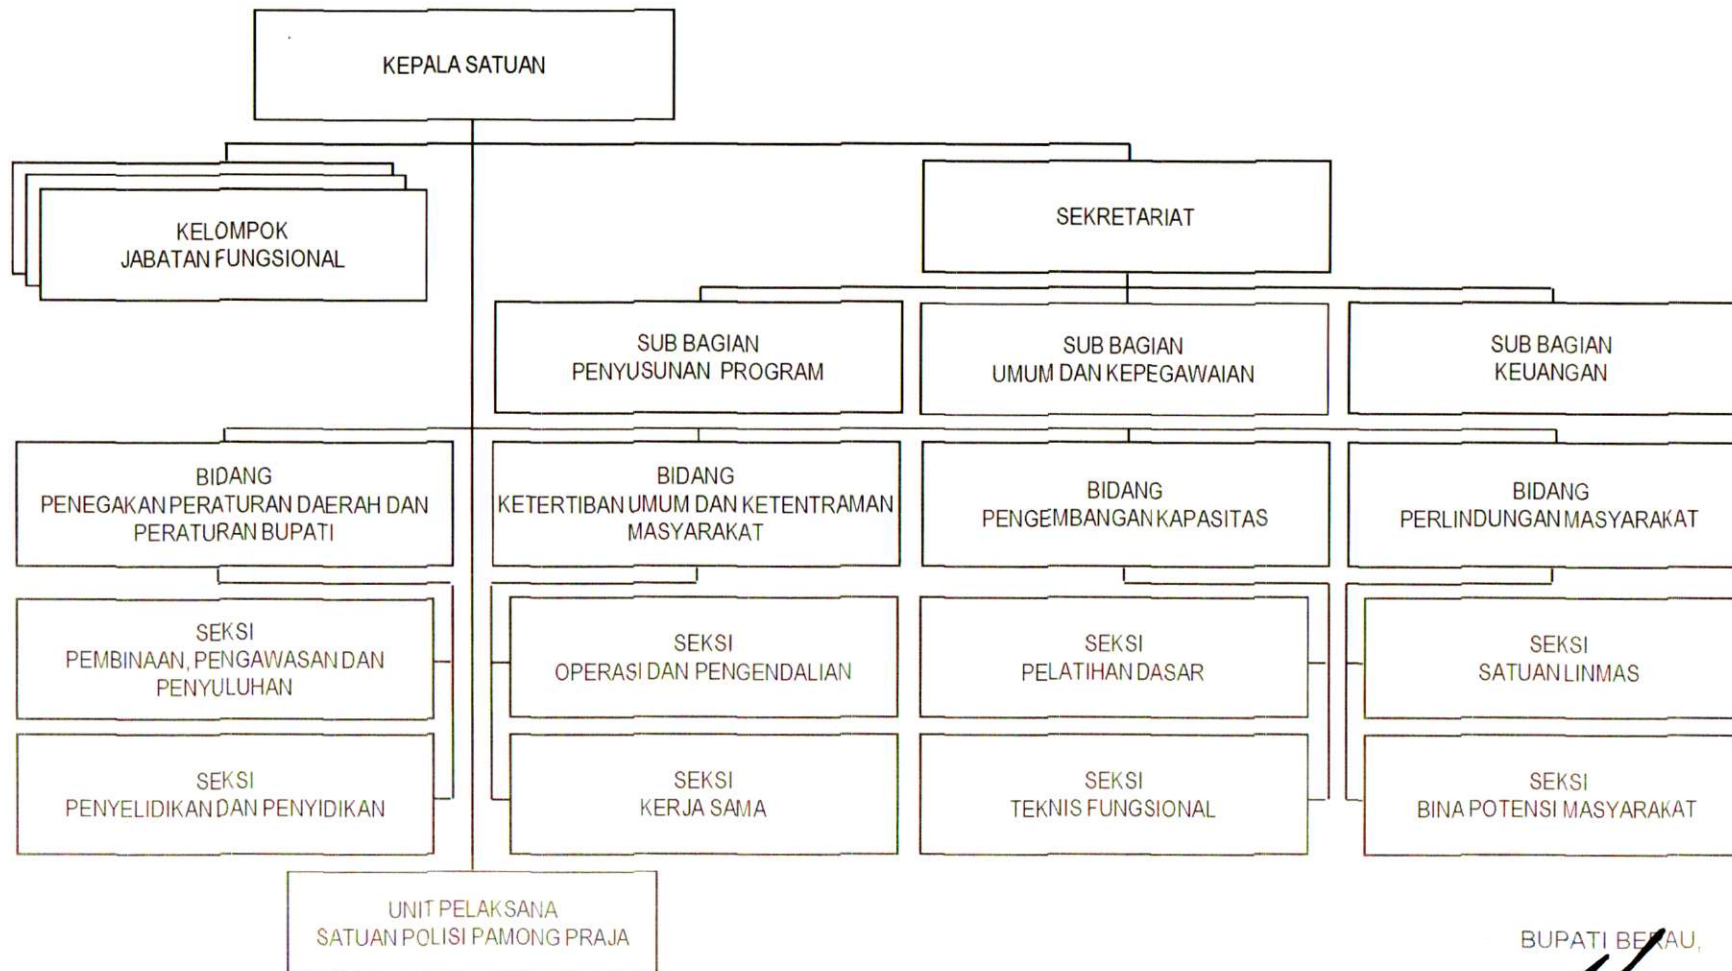 KEPALA SATUAN
KELOMPOK
JABATAN FUNGSIONAL
SEKRETARIAT
SUB BAGIAN
PENYUSUNAN PROGRAM
SUB BAGIAN
UMUM DAN KEPEGAWAIAN
SUB BAGIAN
KEUANGAN
BIDANG
PENEGAKAN PERATURAN DAERAH DAN
PERATURAN BUPATI
BIDANG
KETERTIBAN UMUM DAN KETENTRAMAN
MASYARAKAT
BIDANG
PENGEMBANGAN KAPASITAS
BIDANG
PERLINDUNGAN MASYARAKAT
SEKSI
PEMBINAAN, PENGAWASAN DAN
PENYULUHAN
SEKSI
OPERASI DAN PENGENDALIAN
SEKSI
PELATIHAN DASAR
SEKSI
SATUAN LINMAS
SEKSI
PENYELIDIKAN DAN PENYIDIKAN
SEKSI
KERJA SAMA
SEKSI
TEKNIS FUNGSIONAL
SEKSI
BINA POTENSI MASYARAKAT
UNIT PELAKSANA
SATUAN POLISI PAMONG PRAJA
BUPATI BERAU,